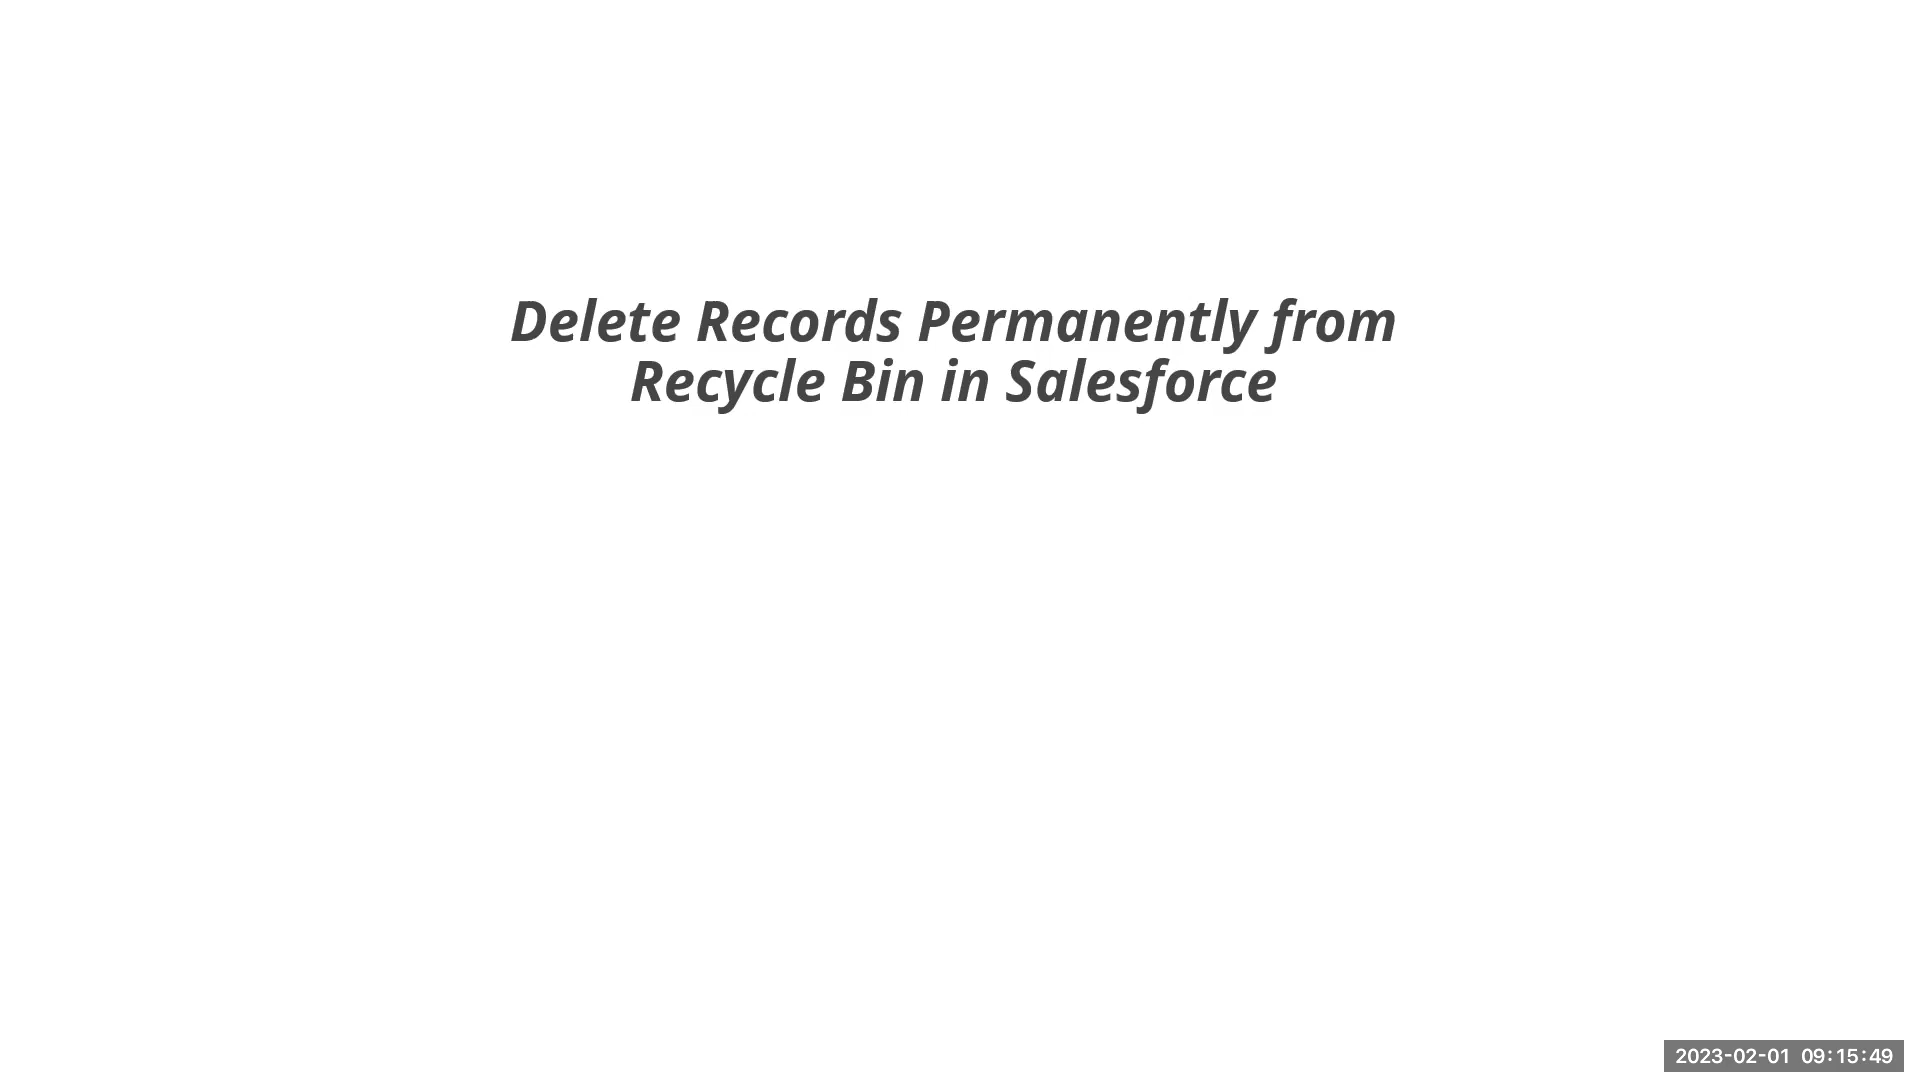 Delete Records Permanently from
Recycle Bin in Salesforce
2023-02-01 09:15:49